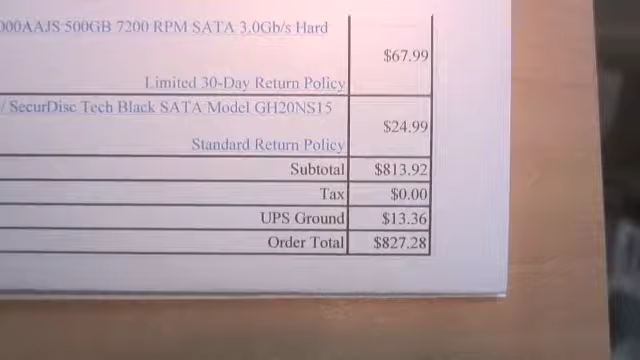 000AAJS 500GB 7200 RPM SATA 3.0Gb/s Hard
$67.99
Limited 30-Day Return Policy
/ SecurDisc Tech Black SATA Model GH20NS15
$24.99
Standard Return Policy
Subtotal $813.92
Tax $0.00
UPS Ground $13.36
Order Total $827.28